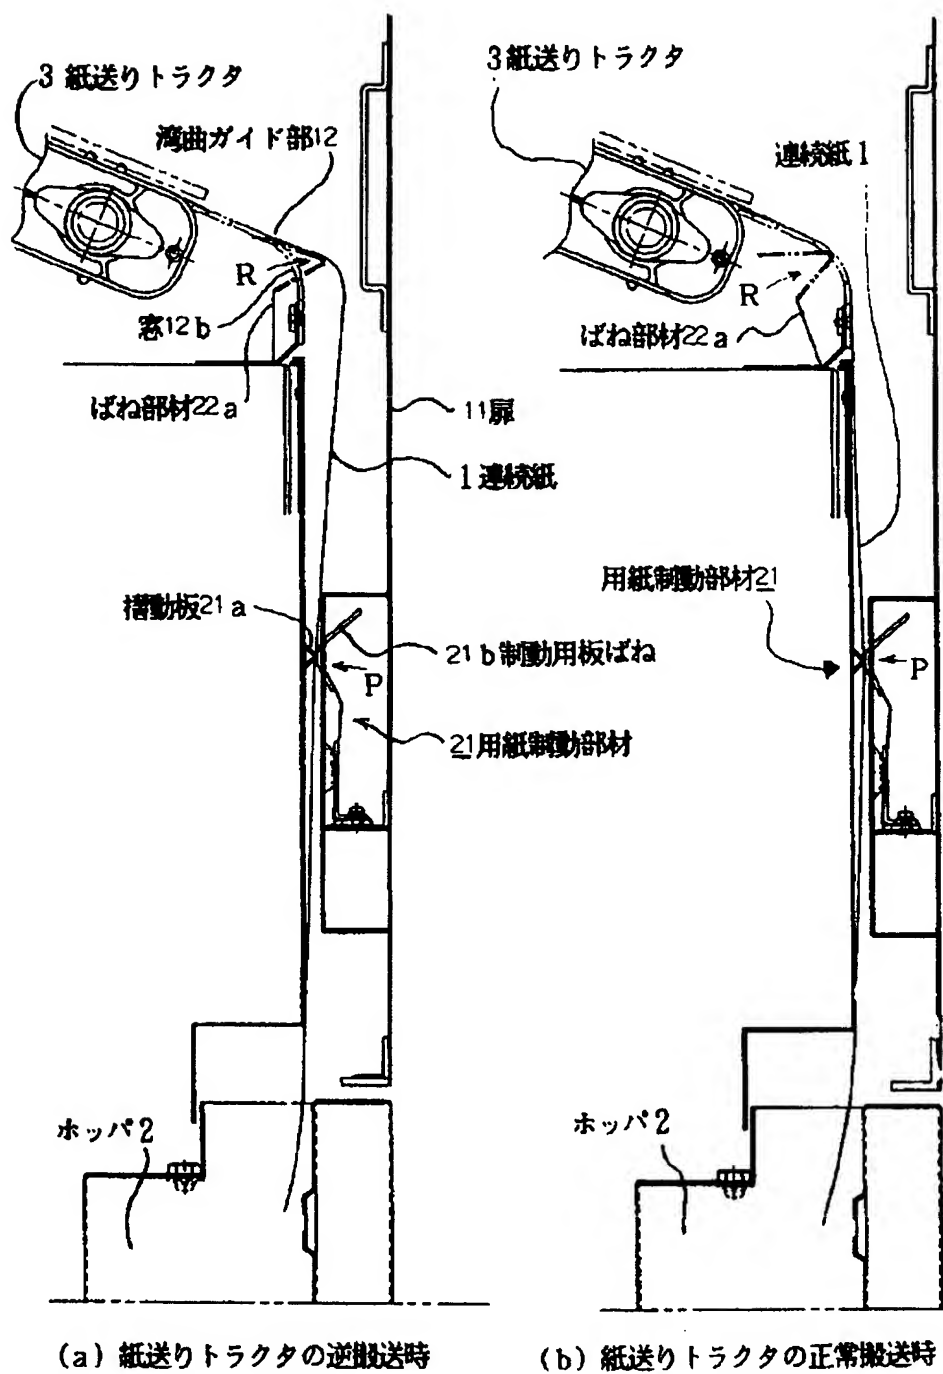 3 紙送りトラクタ
湾曲ガイド部12
R
窓12b
ばね部材22a
11扉
1連続紙
摺動板21a
21b制動用板ばね
P
21用紙制動部材
ホッパ2
(a) 紙送りトラクタの逆搬送時
3紙送りトラクタ
連続紙1
R
ばね部材22a
用紙制動部材21
P
ホッパ2
(b) 紙送りトラクタの正常搬送時